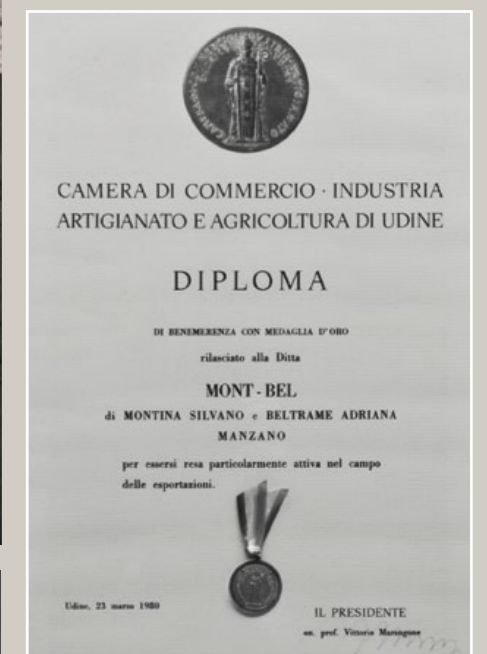 CAMERA DI COMMERCIO · INDUSTRIA
ARTIGIANATO E AGRICOLTURA DI UDINE
DIPLOMA
DI BENEMERENZA CON MEDAGLIA D'ORO
rilasciato alla Ditta
MONT-BEL
di MONTINA SILVANO e BELTRAME ADRIANA
MANZANO
per essersi resa particolarmente attiva nel campo
delle esportazioni.
Udine, 23 marzo 1980
IL PRESIDENTE
on. prof. Vittorio Marangone